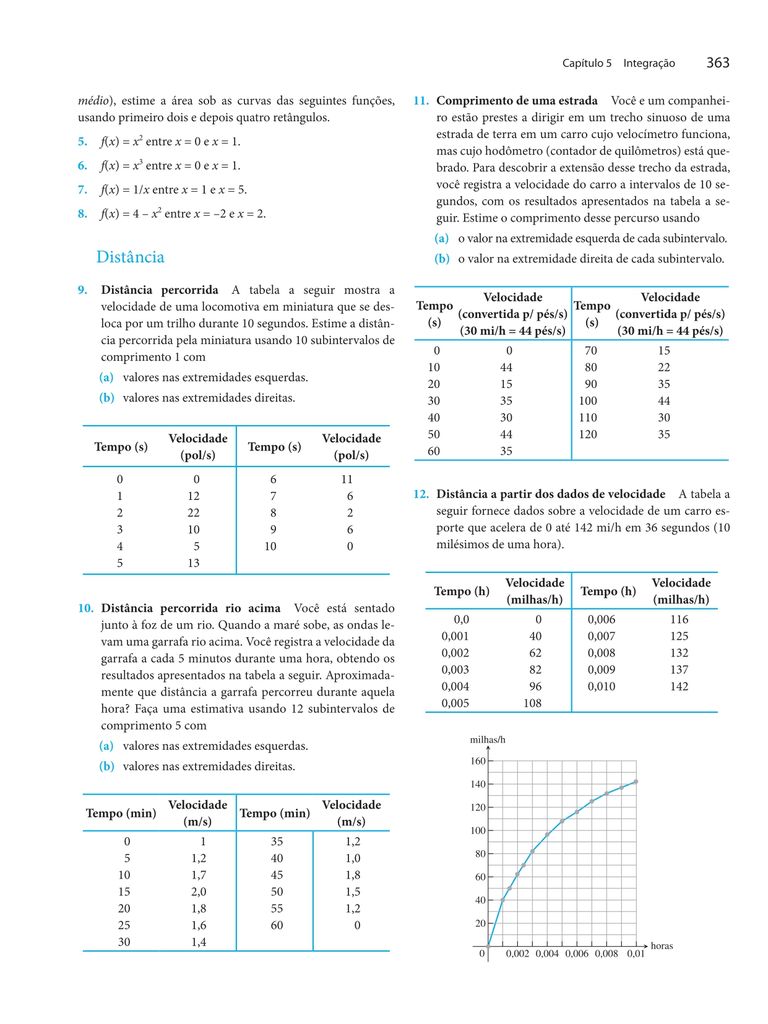 Capítulo 5 Integração 363
médio), estime a área sob as curvas das seguintes funções,
usando primeiro dois e depois quatro retângulos.
5. f(x) = x² entre x = 0 e x = 1.
6. f(x) = x³ entre x = 0 e x = 1.
7. f(x) = 1/x entre x = 1 e x = 5.
8. f(x) = 4 – x² entre x = –2 e x = 2.
Distância
9. Distância percorrida A tabela a seguir mostra a
velocidade de uma locomotiva em miniatura que se des-
loca por um trilho durante 10 segundos. Estime a distân-
cia percorrida pela miniatura usando 10 subintervalos de
comprimento 1 com
(a) valores nas extremidades esquerdas.
(b) valores nas extremidades direitas.
Tempo (s) Velocidade (pol/s) Tempo (s) Velocidade (pol/s)
0 0 6 11
1 12 7 6
2 22 8 2
3 10 9 6
4 5 10 0
5 13
10. Distância percorrida rio acima Você está sentado
junto à foz de um rio. Quando a maré sobe, as ondas le-
vam uma garrafa rio acima. Você registra a velocidade da
garrafa a cada 5 minutos durante uma hora, obtendo os
resultados apresentados na tabela a seguir. Aproximada-
mente que distância a garrafa percorreu durante aquela
hora? Faça uma estimativa usando 12 subintervalos de
comprimento 5 com
(a) valores nas extremidades esquerdas.
(b) valores nas extremidades direitas.
Tempo (min) Velocidade (m/s) Tempo (min) Velocidade (m/s)
0 1 35 1,2
5 1,2 40 1,0
10 1,7 45 1,8
15 2,0 50 1,5
20 1,8 55 1,2
25 1,6 60 0
30 1,4
11. Comprimento de uma estrada Você e um companhei-
ro estão prestes a dirigir em um trecho sinuoso de uma
estrada de terra em um carro cujo velocímetro funciona,
mas cujo hodômetro (contador de quilômetros) está que-
brado. Para descobrir a extensão desse trecho da estrada,
você registra a velocidade do carro a intervalos de 10 se-
gundos, com os resultados apresentados na tabela a se-
guir. Estime o comprimento desse percurso usando
(a) o valor na extremidade esquerda de cada subintervalo.
(b) o valor na extremidade direita de cada subintervalo.
Tempo (s) Velocidade (convertida p/ pés/s) (30 mi/h = 44 pés/s) Tempo (s) Velocidade (convertida p/ pés/s) (30 mi/h = 44 pés/s)
0 0 70 15
10 44 80 22
20 15 90 35
30 35 100 44
40 30 110 30
50 44 120 35
60 35
12. Distância a partir dos dados de velocidade A tabela a
seguir fornece dados sobre a velocidade de um carro es-
porte que acelera de 0 até 142 mi/h em 36 segundos (10
milésimos de uma hora).
Tempo (h) Velocidade (milhas/h) Tempo (h) Velocidade (milhas/h)
0,0 0 0,006 116
0,001 40 0,007 125
0,002 62 0,008 132
0,003 82 0,009 137
0,004 96 0,010 142
0,005 108
milhas/h
160
140
120
100
80
60
40
20
0 0,002 0,004 0,006 0,008 0,01 horas